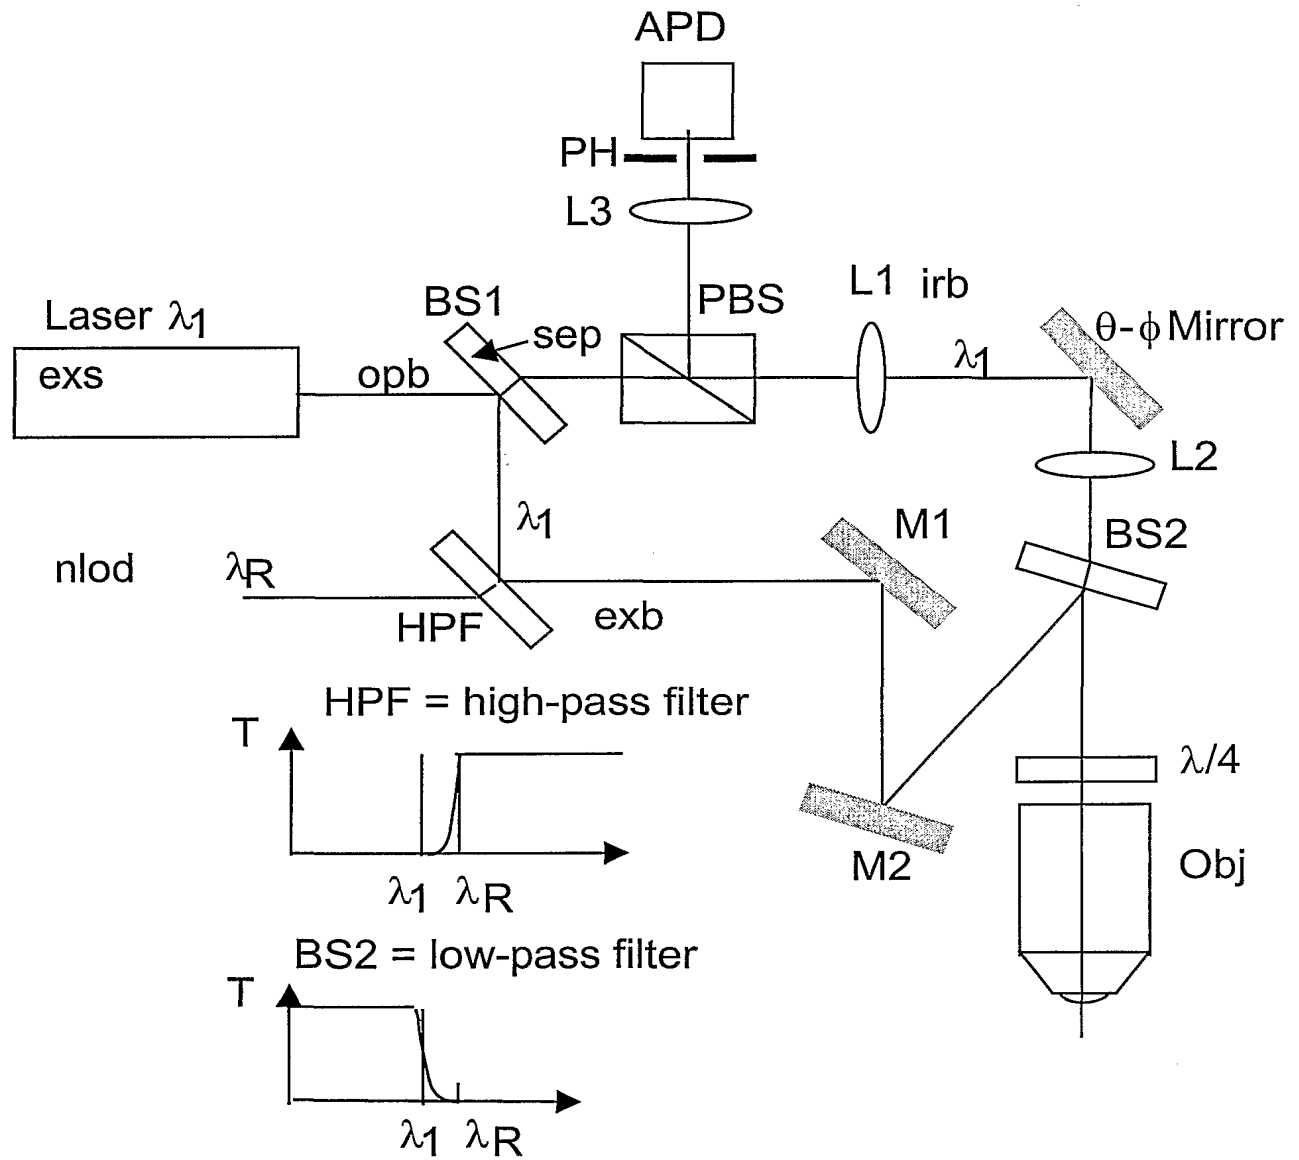 APD
PH
L3
L1 irb
PBS
BS1
sep
Laser λ1
exs
opb
θ-ϕ Mirror
λ1
L2
BS2
M1
λ1
nlod
λR
HPF
exb
HPF = high-pass filter
T
λ1 λR
M2
λ/4
Obj
BS2 = low-pass filter
T
λ1 λR